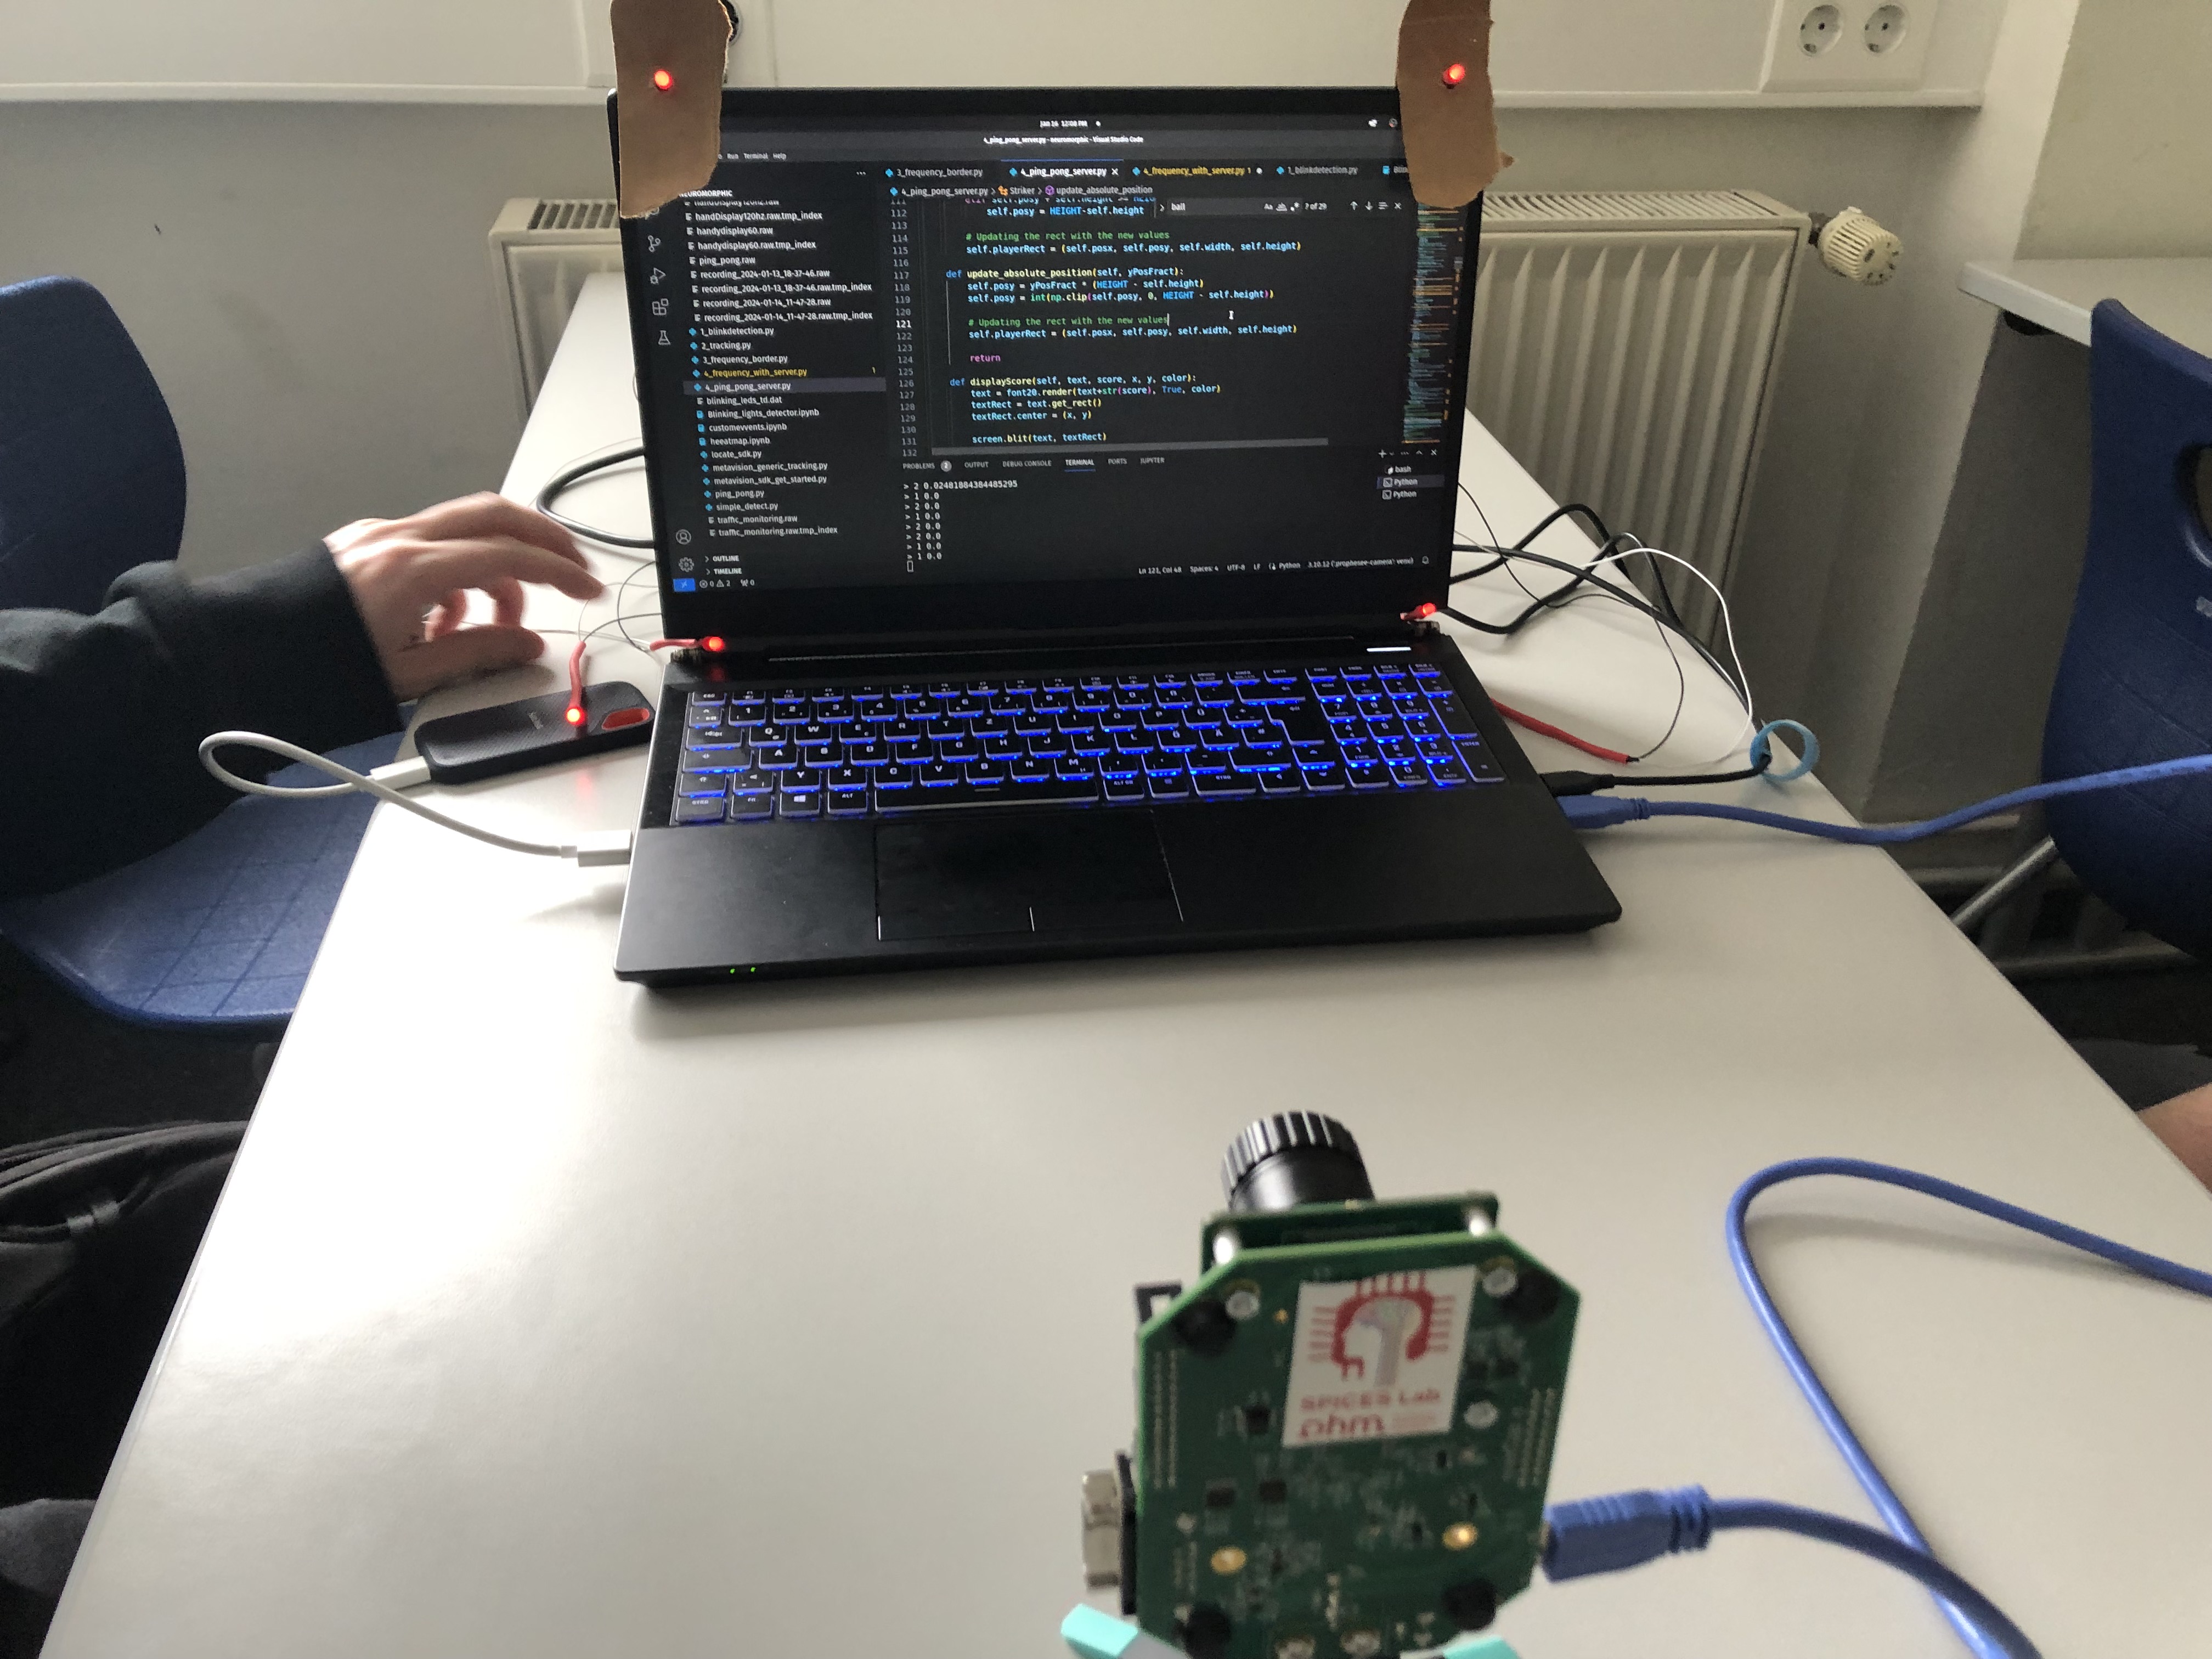 Jan 16 12:08 PM
4_ping_pong_server.py - neuromorphic - Visual Studio Code
Run Terminal Help
3_frequency_border.py
4_ping_pong_server.py
4_frequency_with_server.py 1
1_blinkdetection.py
4_ping_pong_server.py > Striker > update_absolute_position
ball
7 of 29
handDisplay120hz.raw.tmp_index
handydisplay60.raw
handydisplay60.raw.tmp_index
ping_pong.raw
recording_2024-01-13_18-37-46.raw
recording_2024-01-13_18-37-46.raw.tmp_index
recording_2024-01-14_11-47-28.raw
recording_2024-01-14_11-47-28.raw.tmp_index
1_blinkdetection.py
2_tracking.py
3_frequency_border.py
4_frequency_with_server.py 1
4_ping_pong_server.py
blinking_leds_td.dat
Blinking_lights_detector.ipynb
customevvents.ipynb
heeatmap.ipynb
locate_sdk.py
metavision_generic_tracking.py
metavision_sdk_get_started.py
ping_pong.py
simple_detect.py
traffic_monitoring.raw
traffic_monitoring.raw.tmp_index
OUTLINE
TIMELINE
112 self.posy = HEIGHT-self.height
113
114 # Updating the rect with the new values
115 self.playerRect = (self.posx, self.posy, self.width, self.height)
116
117 def update_absolute_position(self, yPosFract):
118 self.posy = yPosFract * (HEIGHT - self.height)
119 self.posy = int(np.clip(self.posy, 0, HEIGHT - self.height))
120
121 # Updating the rect with the new values
122 self.playerRect = (self.posx, self.posy, self.width, self.height)
123
124 return
125
126 def displayScore(self, text, score, x, y, color):
127 text = font20.render(text+str(score), True, color)
128 textRect = text.get_rect()
129 textRect.center = (x, y)
130
131 screen.blit(text, textRect)
132
PROBLEMS 2 OUTPUT DEBUG CONSOLE TERMINAL PORTS JUPYTER
> 2 0.02481884384485295
> 1 0.0
> 2 0.0
> 1 0.0
> 2 0.0
> 2 0.0
> 1 0.0
> 1 0.0
bash
Python
Python
Ln 121, Col 48 Spaces: 4 UTF-8 LF Python 3.10.12 ('prophesee-camera': venv)
SPICES Lab
ohm